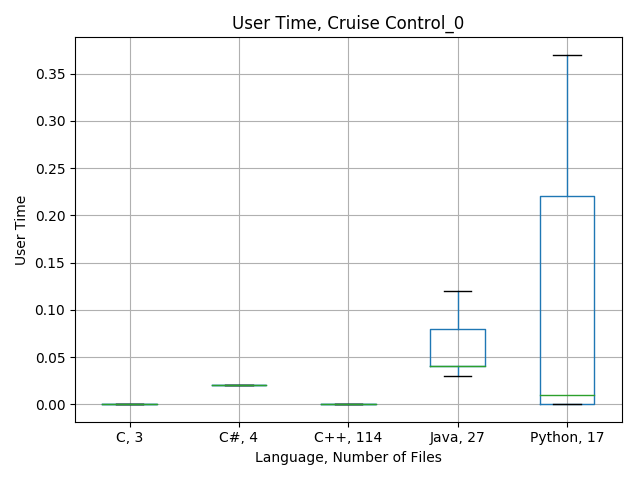 User Time, Cruise Control_0
User Time
0.35
0.30
0.25
0.20
0.15
0.10
0.05
0.00
C, 3
C#, 4
C++, 114
Java, 27
Python, 17
Language, Number of Files